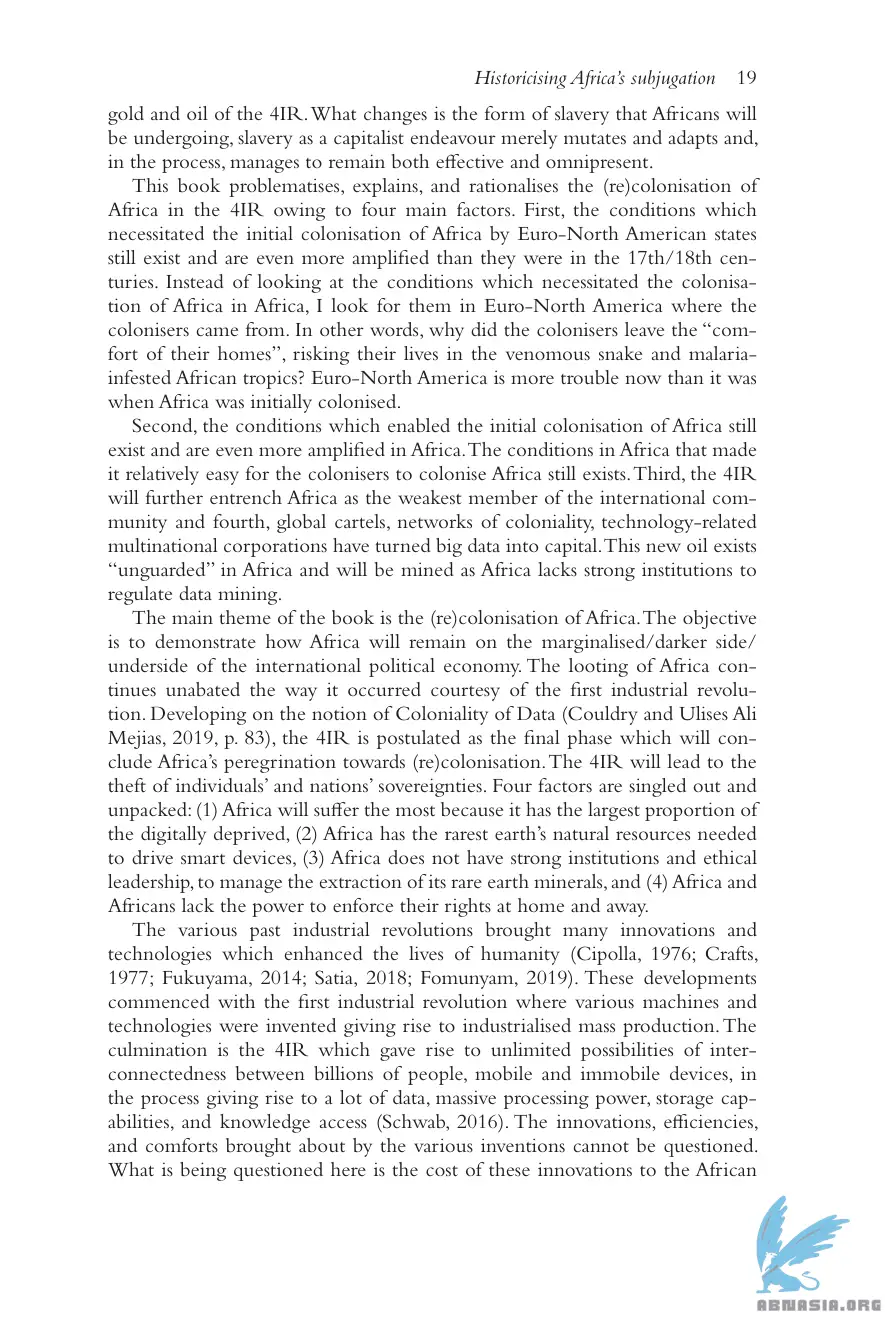 Historicising Africa's subjugation 19
gold and oil of the 4IR. What changes is the form of slavery that Africans will
be undergoing, slavery as a capitalist endeavour merely mutates and adapts and,
in the process, manages to remain both effective and omnipresent.
This book problematises, explains, and rationalises the (re)colonisation of
Africa in the 4IR owing to four main factors. First, the conditions which
necessitated the initial colonisation of Africa by Euro-North American states
still exist and are even more amplified than they were in the 17th/18th cen-
turies. Instead of looking at the conditions which necessitated the colonisa-
tion of Africa in Africa, I look for them in Euro-North America where the
colonisers came from. In other words, why did the colonisers leave the "com-
fort of their homes", risking their lives in the venomous snake and malaria-
infested African tropics? Euro-North America is more trouble now than it was
when Africa was initially colonised.
Second, the conditions which enabled the initial colonisation of Africa still
exist and are even more amplified in Africa. The conditions in Africa that made
it relatively easy for the colonisers to colonise Africa still exists. Third, the 4IR
will further entrench Africa as the weakest member of the international com-
munity and fourth, global cartels, networks of coloniality, technology-related
multinational corporations have turned big data into capital. This new oil exists
"unguarded" in Africa and will be mined as Africa lacks strong institutions to
regulate data mining.
The main theme of the book is the (re)colonisation of Africa. The objective
is to demonstrate how Africa will remain on the marginalised/darker side/
underside of the international political economy. The looting of Africa con-
tinues unabated the way it occurred courtesy of the first industrial revolu-
tion. Developing on the notion of Coloniality of Data (Couldry and Ulises Ali
Mejias, 2019, p. 83), the 4IR is postulated as the final phase which will con-
clude Africa's peregrination towards (re)colonisation. The 4IR will lead to the
theft of individuals' and nations' sovereignties. Four factors are singled out and
unpacked: (1) Africa will suffer the most because it has the largest proportion of
the digitally deprived, (2) Africa has the rarest earth's natural resources needed
to drive smart devices, (3) Africa does not have strong institutions and ethical
leadership, to manage the extraction of its rare earth minerals, and (4) Africa and
Africans lack the power to enforce their rights at home and away.
The various past industrial revolutions brought many innovations and
technologies which enhanced the lives of humanity (Cipolla, 1976; Crafts,
1977; Fukuyama, 2014; Satia, 2018; Fomunyam, 2019). These developments
commenced with the first industrial revolution where various machines and
technologies were invented giving rise to industrialised mass production. The
culmination is the 4IR which gave rise to unlimited possibilities of inter-
connectedness between billions of people, mobile and immobile devices, in
the process giving rise to a lot of data, massive processing power, storage cap-
abilities, and knowledge access (Schwab, 2016). The innovations, efficiencies,
and comforts brought about by the various inventions cannot be questioned.
What is being questioned here is the cost of these innovations to the African
ABNASIA.ORG